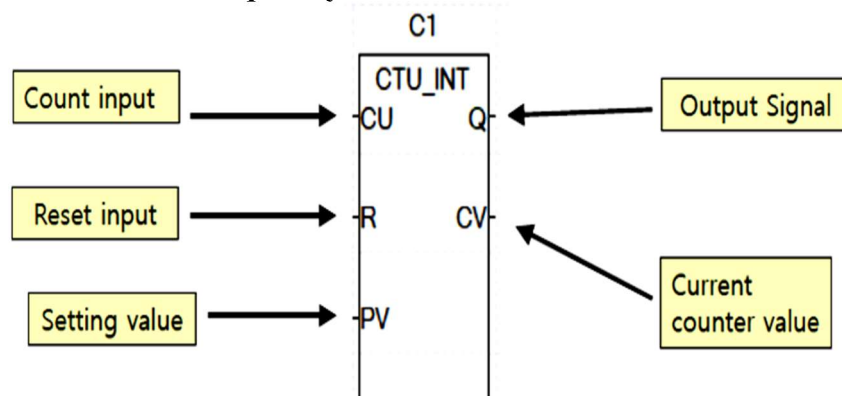 C1
CTU_INT
Count input
CU
Q
Output Signal
Reset input
R
CV
Setting value
PV
Current
counter value